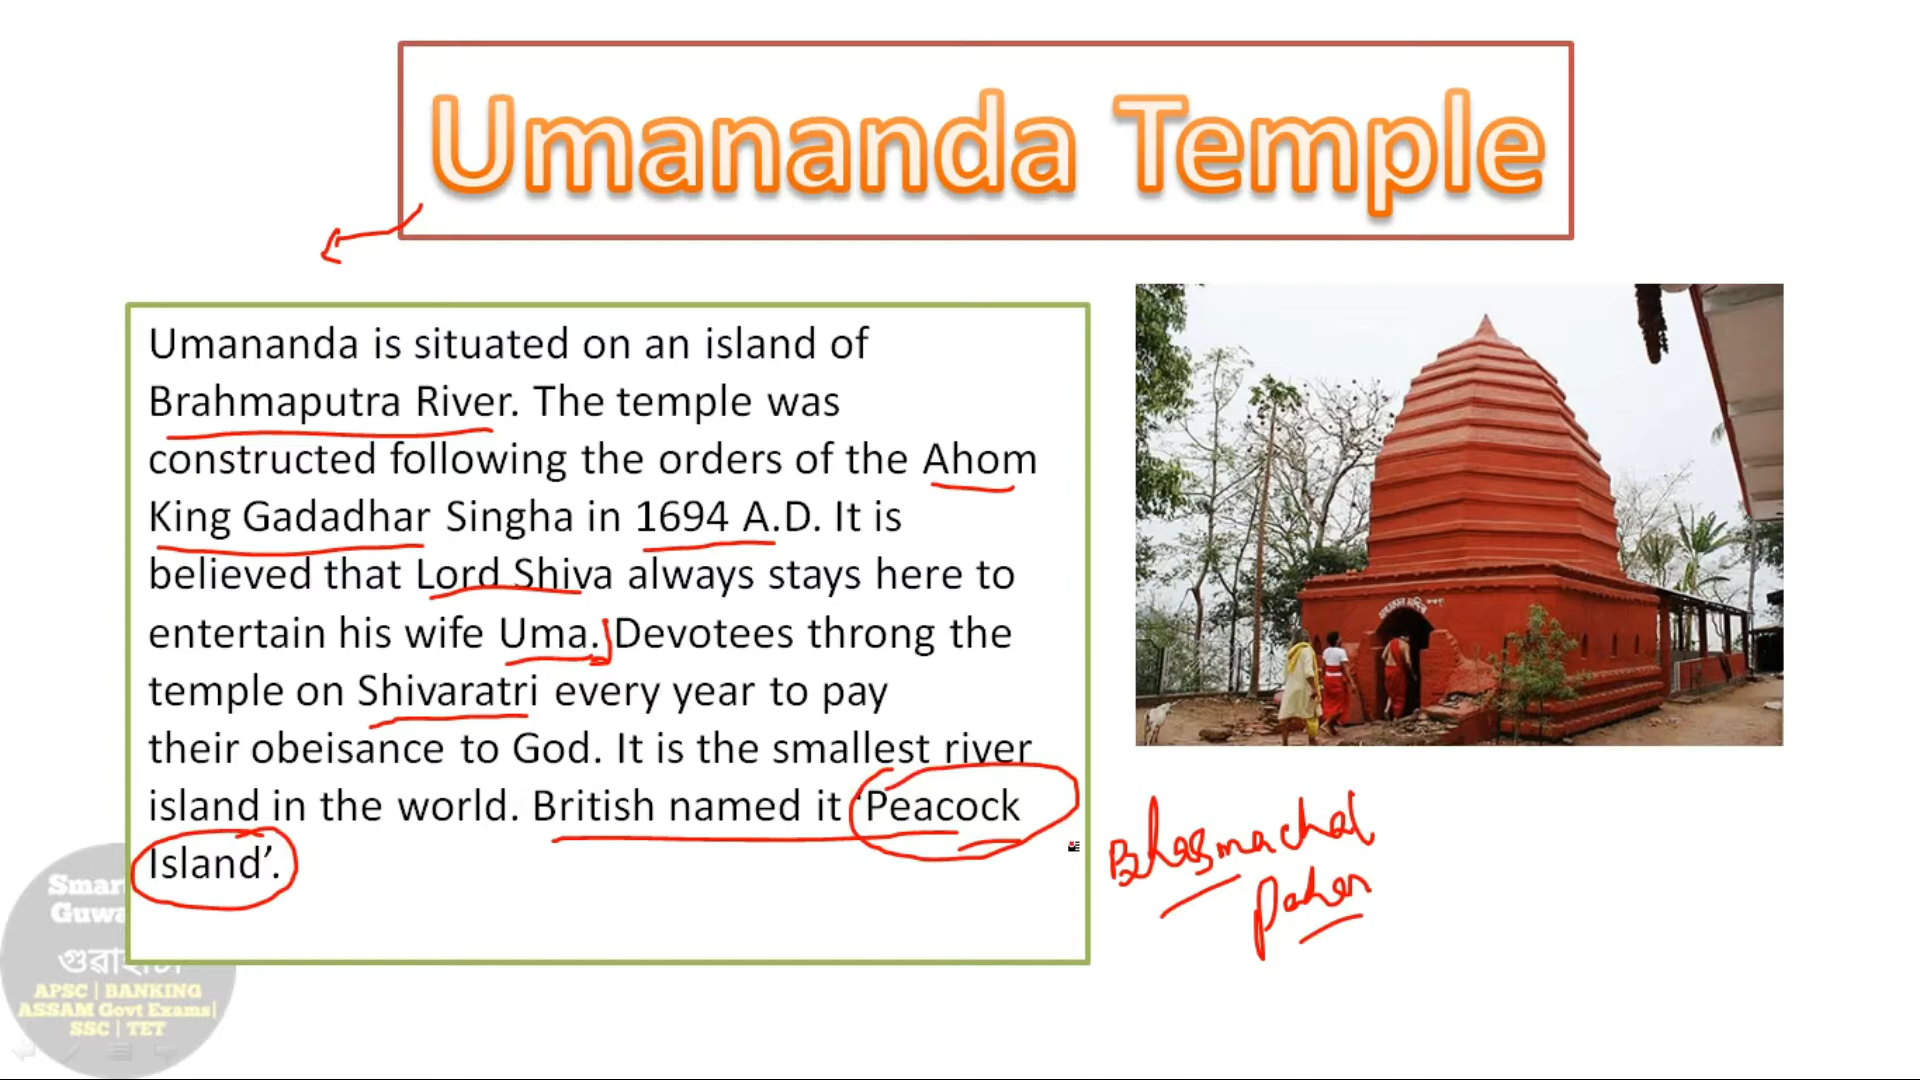 Umananda Temple
Umananda is situated on an island of
Brahmaputra River. The temple was
constructed following the orders of the Ahom
King Gadadhar Singha in 1694 A.D. It is
believed that Lord Shiva always stays here to
entertain his wife Uma. Devotees throng the
temple on Shivaratri every year to pay
their obeisance to God. It is the smallest river
island in the world. British named it ‘Peacock
Island’.
Bhasmachal
Pahar
Smar
Guwa
গুৱাহাটী
APSC | BANKING
ASSAM Govt Exams|
SSC | TET